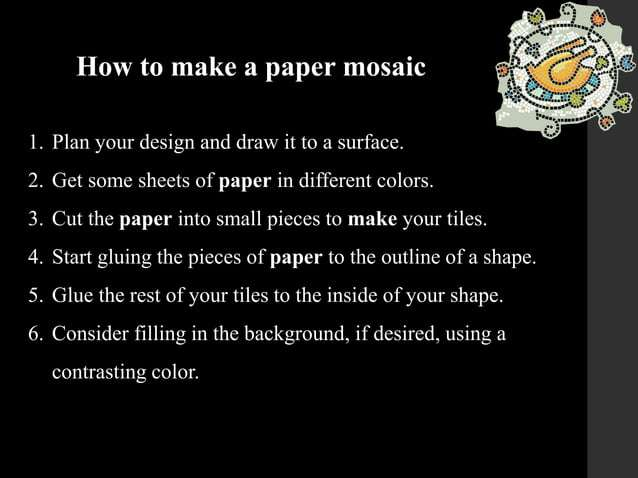 How to make a paper mosaic
1. Plan your design and draw it to a surface.
2. Get some sheets of paper in different colors.
3. Cut the paper into small pieces to make your tiles.
4. Start gluing the pieces of paper to the outline of a shape.
5. Glue the rest of your tiles to the inside of your shape.
6. Consider filling in the background, if desired, using a
contrasting color.